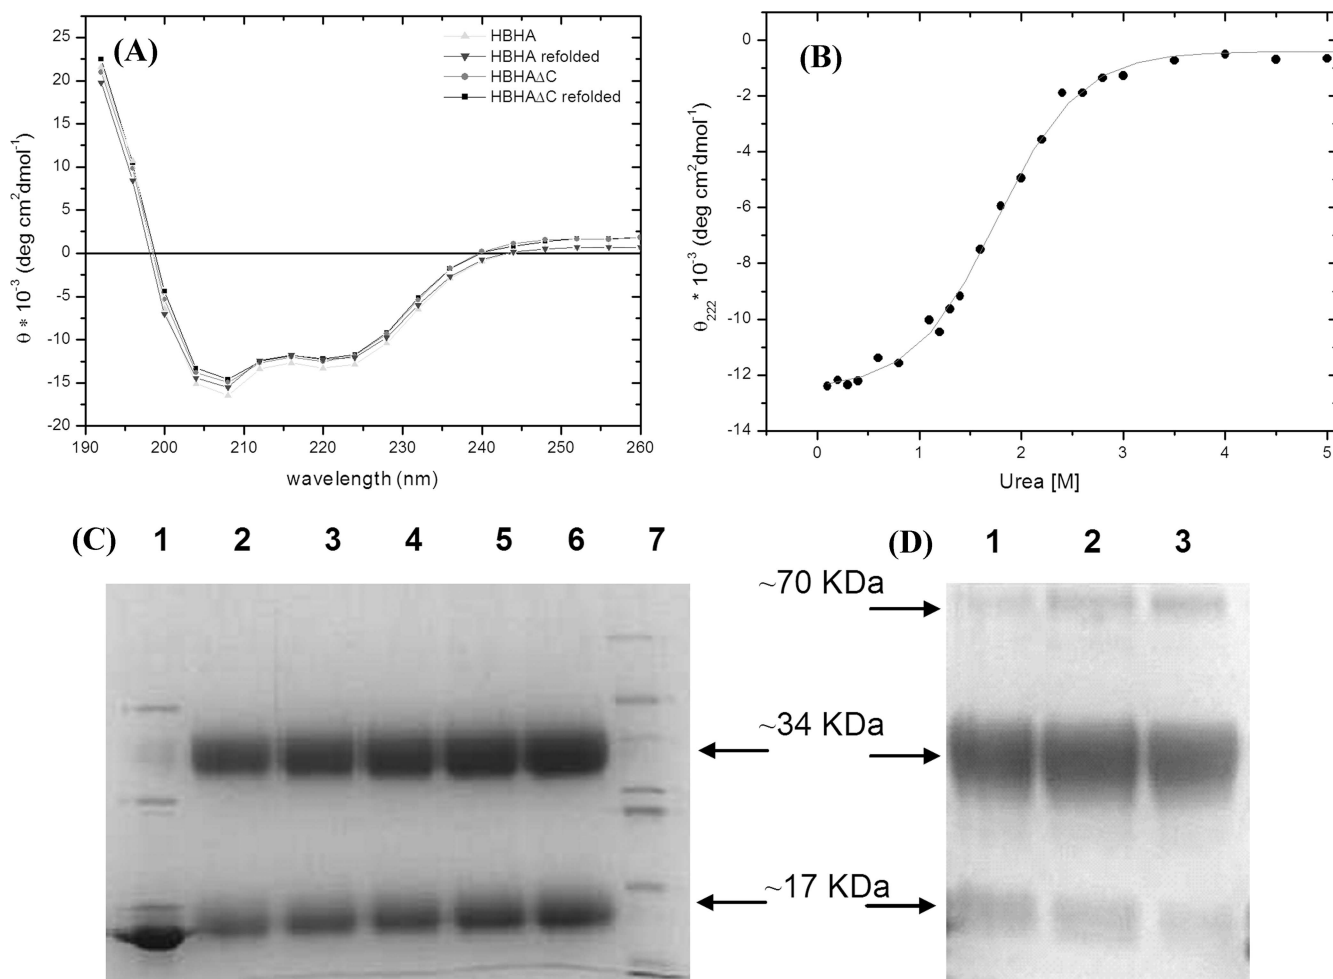 (A)
HBHA
HBHA refolded
HBHAΔC
HBHAΔC refolded
25
20
15
10
5
0
-5
-10
-15
-20
θ * 10⁻³ (deg cm²dmol⁻¹)
190 200 210 220 230 240 250 260
wavelength (nm)
(B)
0
-2
-4
-6
-8
-10
-12
-14
θ₂₂₂* 10⁻³ (deg cm²dmol⁻¹)
0 1 2 3 4 5
Urea [M]
(C) 1 2 3 4 5 6 7
(D) 1 2 3
~70 KDa
~34 KDa
~17 KDa